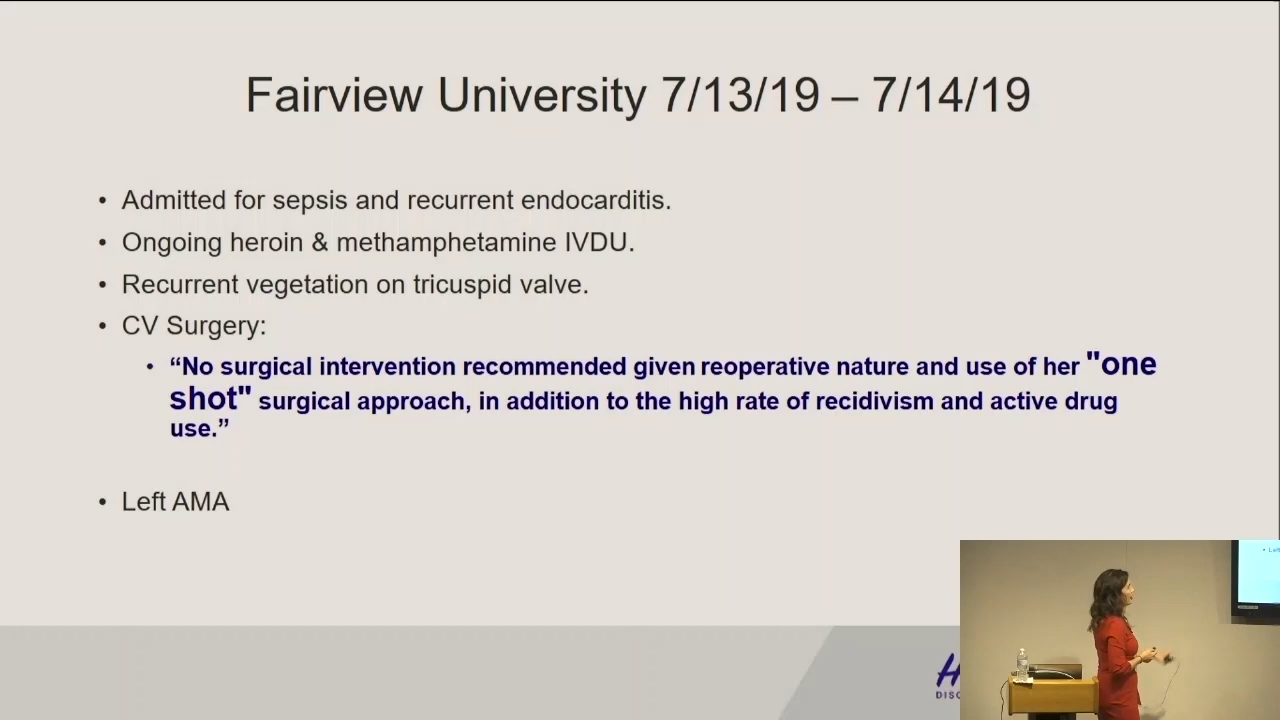 Fairview University 7/13/19 – 7/14/19
• Admitted for sepsis and recurrent endocarditis.
• Ongoing heroin & methamphetamine IVDU.
• Recurrent vegetation on tricuspid valve.
• CV Surgery:
• “No surgical intervention recommended given reoperative nature and use of her "one
shot" surgical approach, in addition to the high rate of recidivism and active drug
use.”
• Left AMA